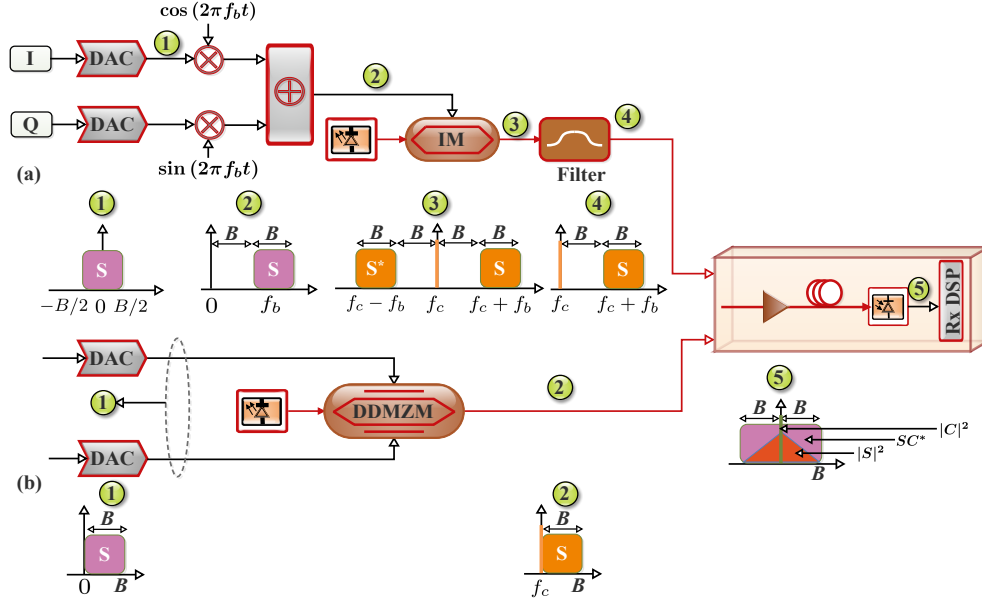 cos (2πf_b t)
I
DAC
1
2
Q
DAC
sin (2πf_b t)
IM
3
4
Filter
(a)
1
2
3
4
S
−B/2 0 B/2
B B
S
0 f_b
B B B B
S* S
f_c − f_b f_c f_c + f_b
B B
S
f_c f_c + f_b
5
Rx DSP
DAC
1
DDMZM
2
DAC
(b)
5
B B
|C|²
SC*
|S|²
B
1
B
S
0 B
2
B
S
f_c B